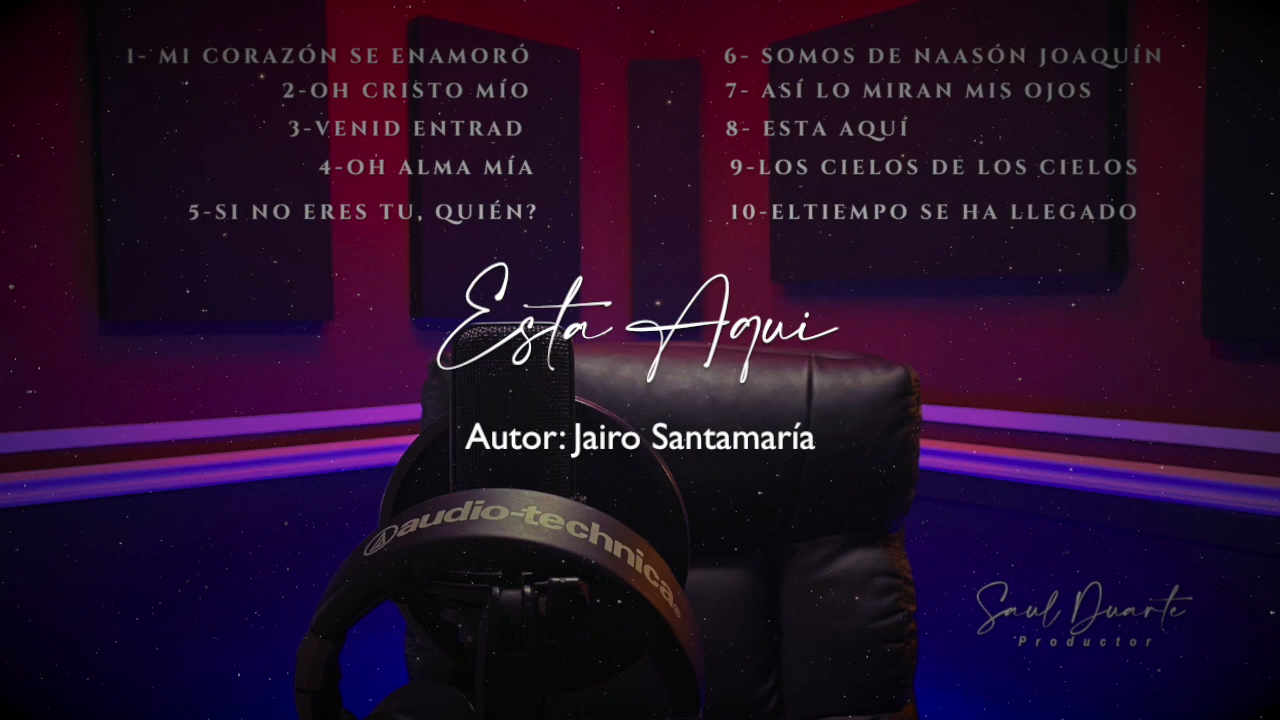 1- MI CORAZÓN SE ENAMORÓ
2-OH CRISTO MÍO
3-VENID ENTRAD
4-OH ALMA MÍA
5-SI NO ERES TU, QUIÉN?
6- SOMOS DE NAASÓN JOAQUÍN
7- ASÍ LO MIRAN MIS OJOS
8- ESTA AQUÍ
9-LOS CIELOS DE LOS CIELOS
10-ELTIEMPO SE HA LLEGADO
Esta Aqui
Autor: Jairo Santamaría
audio-technica
Saul Duarte
Productor